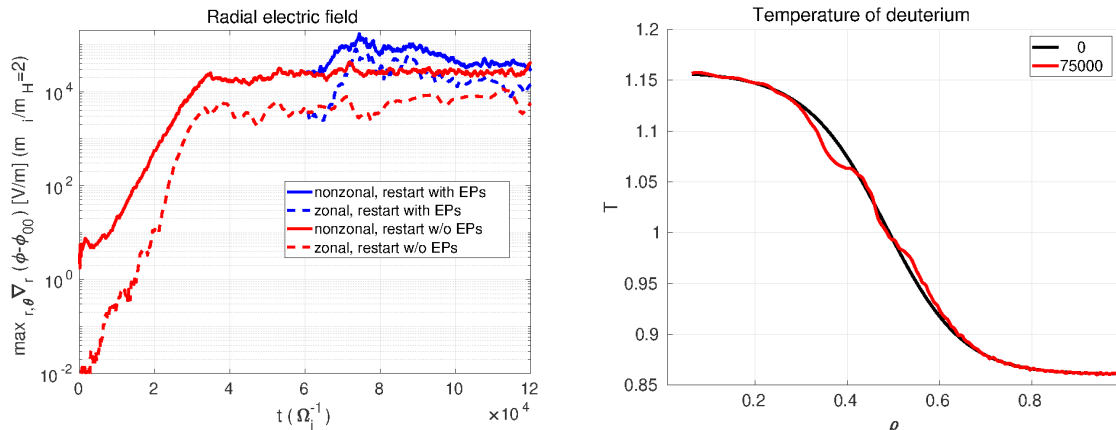 Radial electric field
max r,θ ∇r (ϕ-ϕ00) [V/m] (m i/mH=2)
10^4
10^2
10^0
10^-2
nonzonal, restart with EPs
zonal, restart with EPs
nonzonal, restart w/o EPs
zonal, restart w/o EPs
0 2 4 6 8 10 12
×10^4
t (Ω_i^-1)
Temperature of deuterium
0
75000
T
1.2
1.15
1.1
1.05
1
0.95
0.9
0.85
0.2 0.4 0.6 0.8
ρ